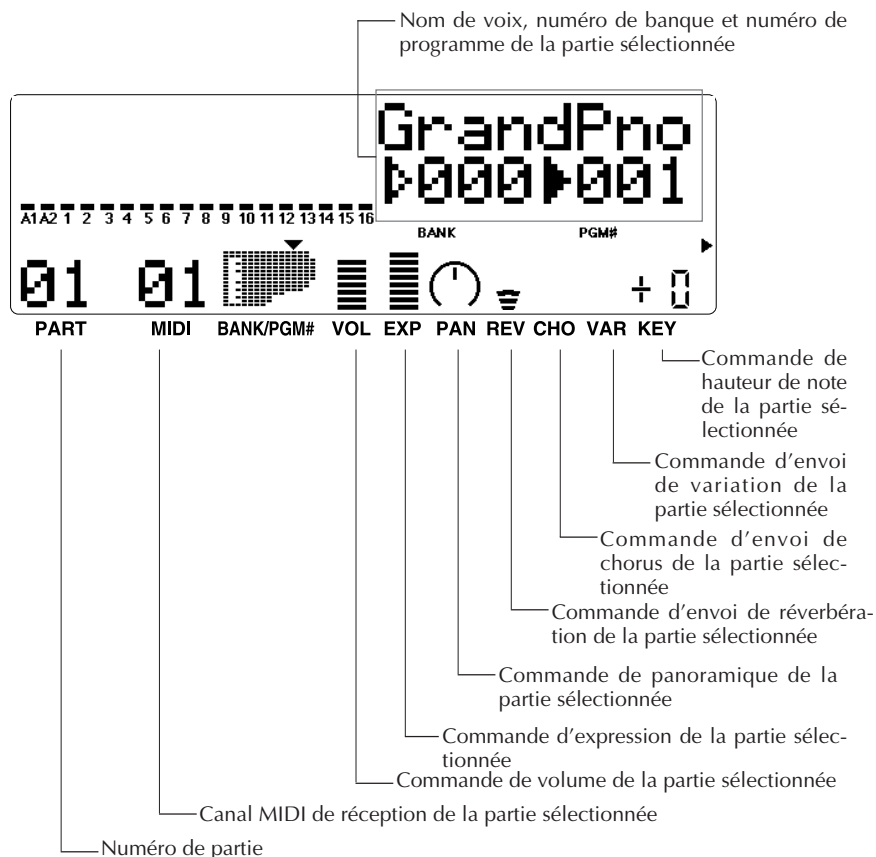 Nom de voix, numéro de banque et numéro de
programme de la partie sélectionnée
GrandPno
000 001
A1 A2 1 2 3 4 5 6 7 8 9 10 11 12 13 14 15 16
BANK PGM#
01 01 + 0
PART MIDI BANK/PGM# VOL EXP PAN REV CHO VAR KEY
Commande de
hauteur de note
de la partie sé-
lectionnée
Commande d'envoi
de variation de la
partie sélectionnée
Commande d'envoi de
chorus de la partie sélec-
tionnée
Commande d'envoi de réverbéra-
tion de la partie sélectionnée
Commande de panoramique de la
partie sélectionnée
Commande d'expression de la partie sélec-
tionnée
Commande de volume de la partie sélectionnée
Canal MIDI de réception de la partie sélectionnée
Numéro de partie